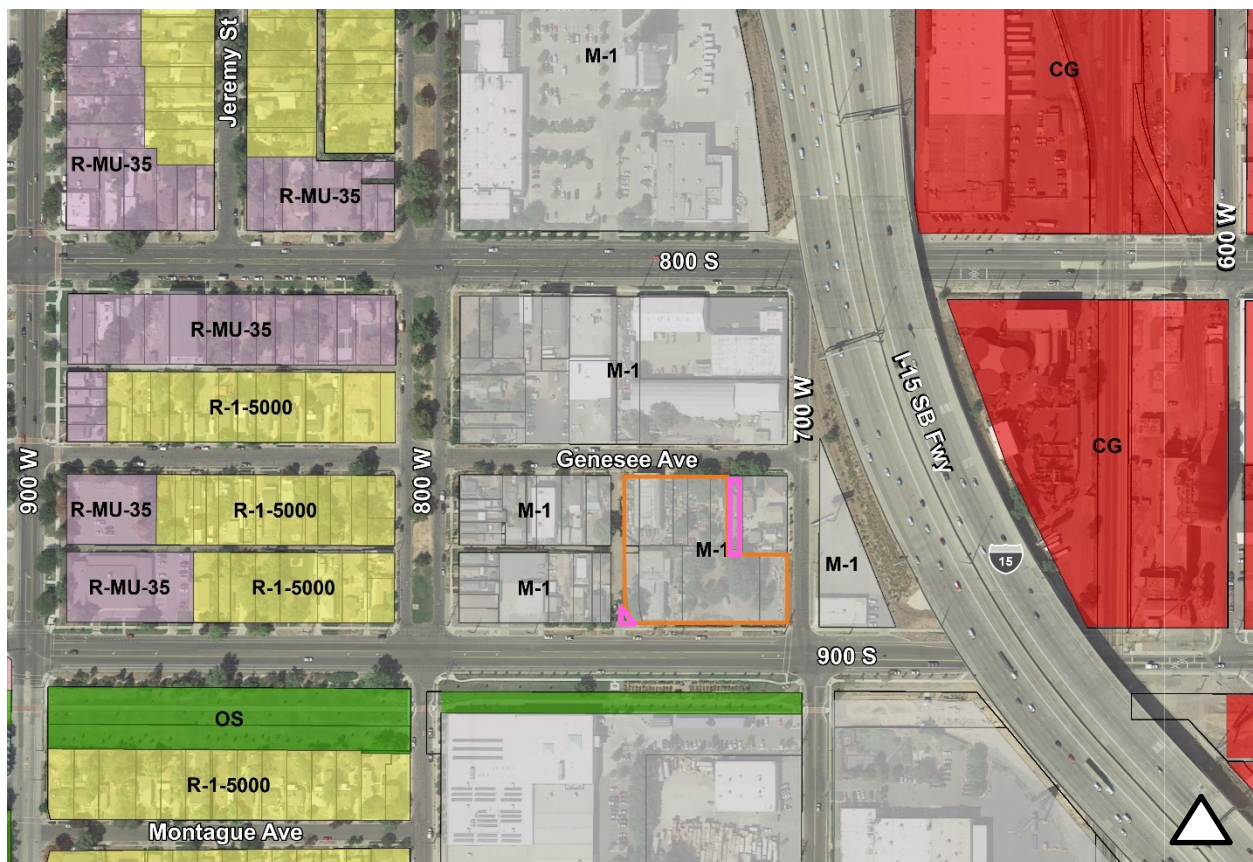 Jeremy St
M-1
CG
R-MU-35
R-MU-35
600 W
800 S
R-MU-35
M-1
I-15 SB Fwy
700 W
R-1-5000
CG
Genesee Ave
900 W
800 W
R-MU-35
R-1-5000
M-1
M-1
15
R-MU-35
R-1-5000
M-1
M-1
900 S
OS
R-1-5000
Montague Ave